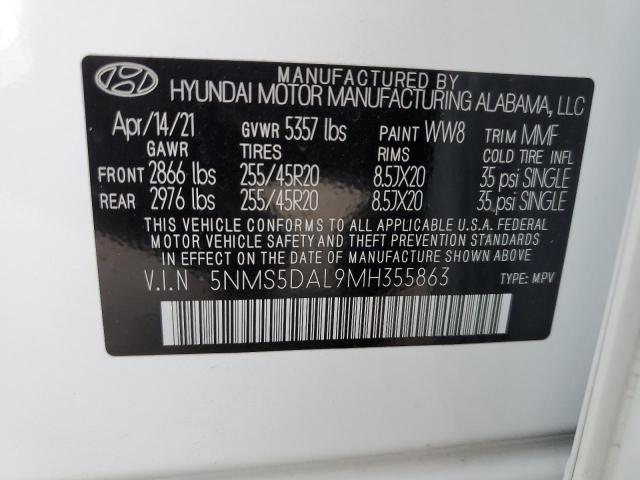 MANUFACTURED BY
HYUNDAI MOTOR MANUFACTURING ALABAMA, LLC
Apr/14/21 GVWR 5357 lbs PAINT WW8 TRIM MMF
GAWR TIRES RIMS COLD TIRE INFL
FRONT 2866 lbs 255/45R20 8.5JX20 35 psi SINGLE
REAR 2976 lbs 255/45R20 8.5JX20 35 psi SINGLE
THIS VEHICLE CONFORMS TO ALL APPLICABLE U.S.A. FEDERAL
MOTOR VEHICLE SAFETY AND THEFT PREVENTION STANDARDS
IN EFFECT ON THE DATE OF MANUFACTURE SHOWN ABOVE.
V.I.N 5NMS5DAL9MH355863 TYPE: MPV